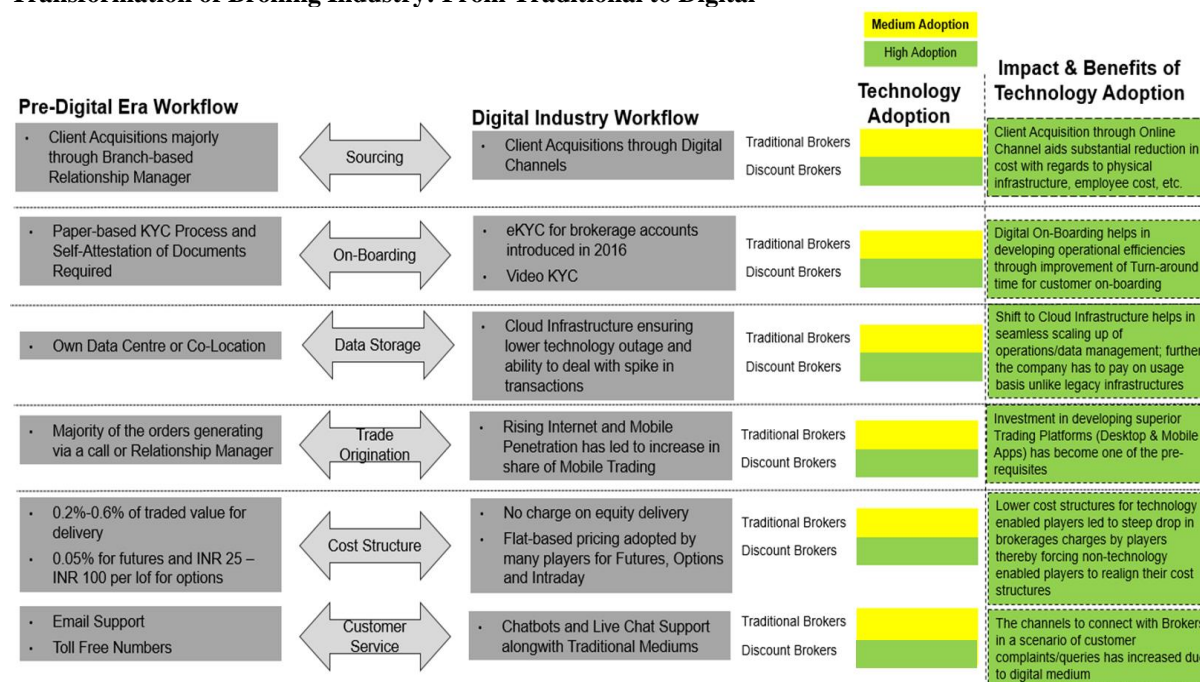 Transformation of Broking Industry: From Traditional to Digital
Medium Adoption
High Adoption
Pre-Digital Era Workflow
Digital Industry Workflow
Technology
Adoption
Impact & Benefits of
Technology Adoption
• Client Acquisitions majorly
through Branch-based
Relationship Manager
Sourcing
• Client Acquisitions through Digital
Channels
Traditional Brokers
Discount Brokers
Client Acquisition through Online
Channel aids substantial reduction in
cost with regards to physical
infrastructure, employee cost, etc.
• Paper-based KYC Process and
Self-Attestation of Documents
Required
On-Boarding
• eKYC for brokerage accounts
introduced in 2016
• Video KYC
Traditional Brokers
Discount Brokers
Digital On-Boarding helps in
developing operational efficiencies
through improvement of Turn-around
time for customer on-boarding
• Own Data Centre or Co-Location
Data Storage
• Cloud Infrastructure ensuring
lower technology outage and
ability to deal with spike in
transactions
Traditional Brokers
Discount Brokers
Shift to Cloud Infrastructure helps in
seamless scaling up of
operations/data management; further
the company has to pay on usage
basis unlike legacy infrastructures
• Majority of the orders generating
via a call or Relationship Manager
Trade
Origination
• Rising Internet and Mobile
Penetration has led to increase in
share of Mobile Trading
Traditional Brokers
Discount Brokers
Investment in developing superior
Trading Platforms (Desktop & Mobile
Apps) has become one of the pre-
requisites
• 0.2%-0.6% of traded value for
delivery
• 0.05% for futures and INR 25 –
INR 100 per lof for options
Cost Structure
• No charge on equity delivery
• Flat-based pricing adopted by
many players for Futures, Options
and Intraday
Traditional Brokers
Discount Brokers
Lower cost structures for technology
enabled players led to steep drop in
brokerages charges by players
thereby forcing non-technology
enabled players to realign their cost
structures
• Email Support
• Toll Free Numbers
Customer
Service
• Chatbots and Live Chat Support
alongwith Traditional Mediums
Traditional Brokers
Discount Brokers
The channels to connect with Brokers
in a scenario of customer
complaints/queries has increased due
to digital medium